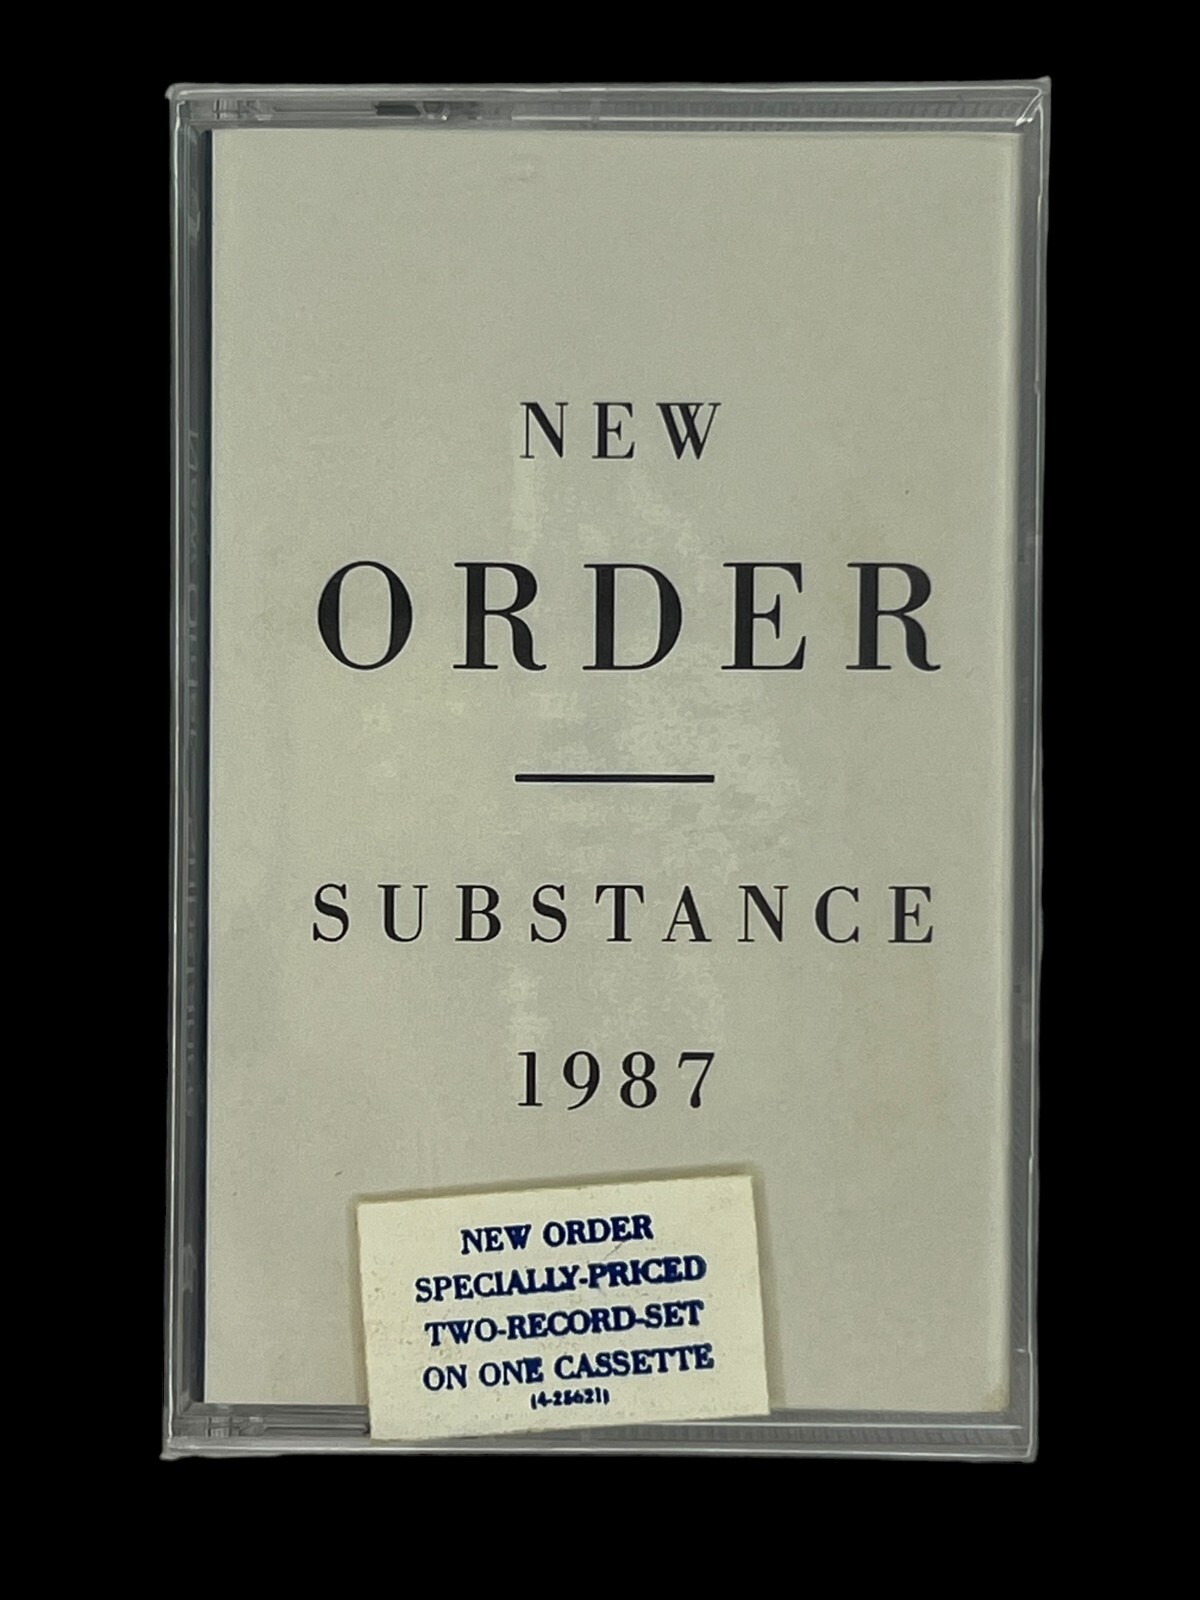 NEW
ORDER
SUBSTANCE
1987
NEW ORDER
SPECIALLY-PRICED
TWO-RECORD-SET
ON ONE CASSETTE
(4-25621)